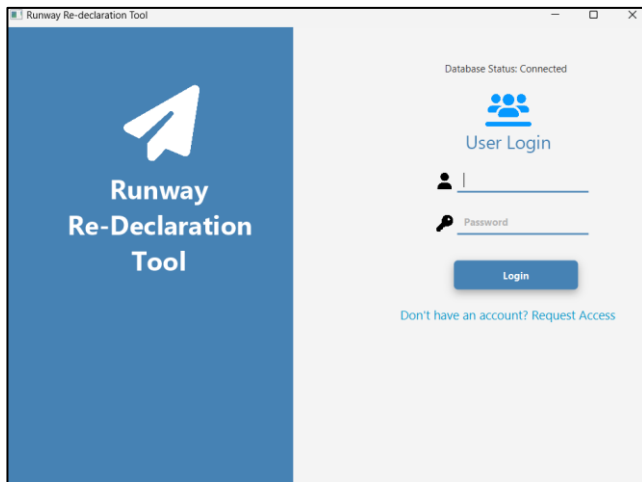 Runway Re-declaration Tool
Runway
Re-Declaration
Tool
Database Status: Connected
User Login
Password
Login
Don't have an account? Request Access